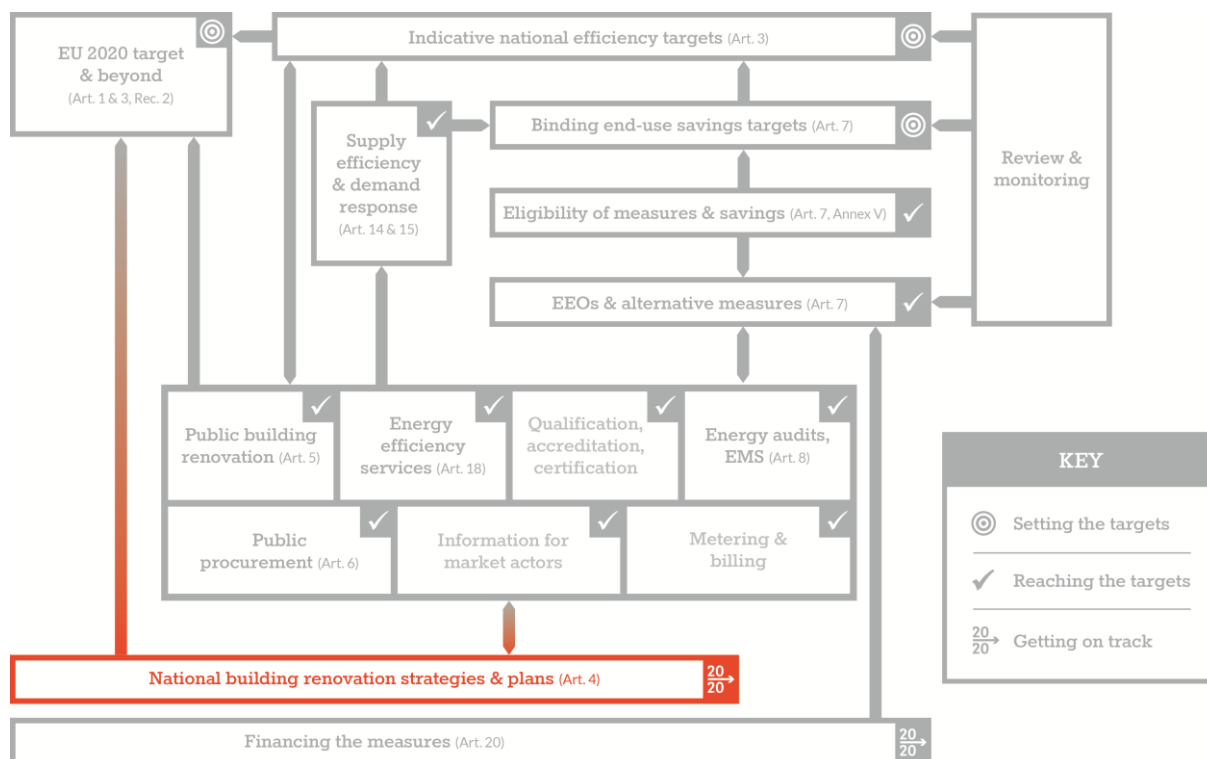 EU 2020 target
& beyond
(Art. 1 & 3, Rec. 2)
Indicative national efficiency targets (Art. 3)
Supply
efficiency
& demand
response
(Art. 14 & 15)
Binding end-use savings targets (Art. 7)
Review &
monitoring
Eligibility of measures & savings (Art. 7, Annex V)
EEOs & alternative measures (Art. 7)
Public building
renovation (Art. 5)
Energy
efficiency
services (Art. 18)
Qualification,
accreditation,
certification
Energy audits,
EMS (Art. 8)
Public
procurement (Art. 6)
Information for
market actors
Metering &
billing
KEY
Setting the targets
Reaching the targets
20
20
Getting on track
National building renovation strategies & plans (Art. 4)
20
20
Financing the measures (Art. 20)
20
20